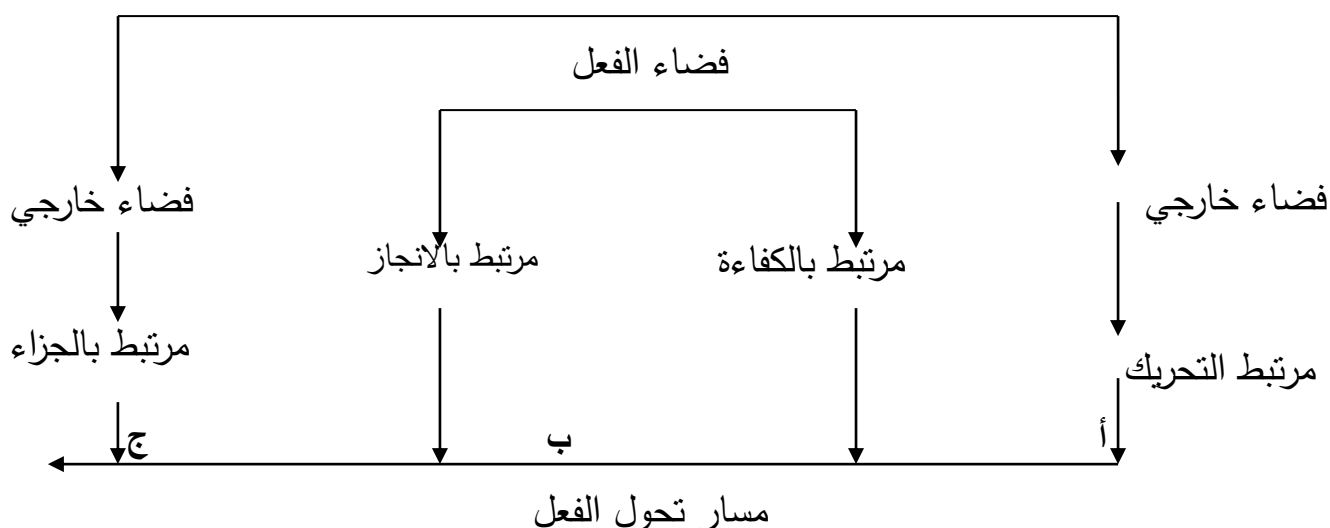 فضاء الفعل
فضاء خارجي
فضاء خارجي
مرتبط بالكفاءة
مرتبط بالانجاز
مرتبط التحريك
مرتبط بالجزاء
أ
ب
ج
مسار تحول الفعل